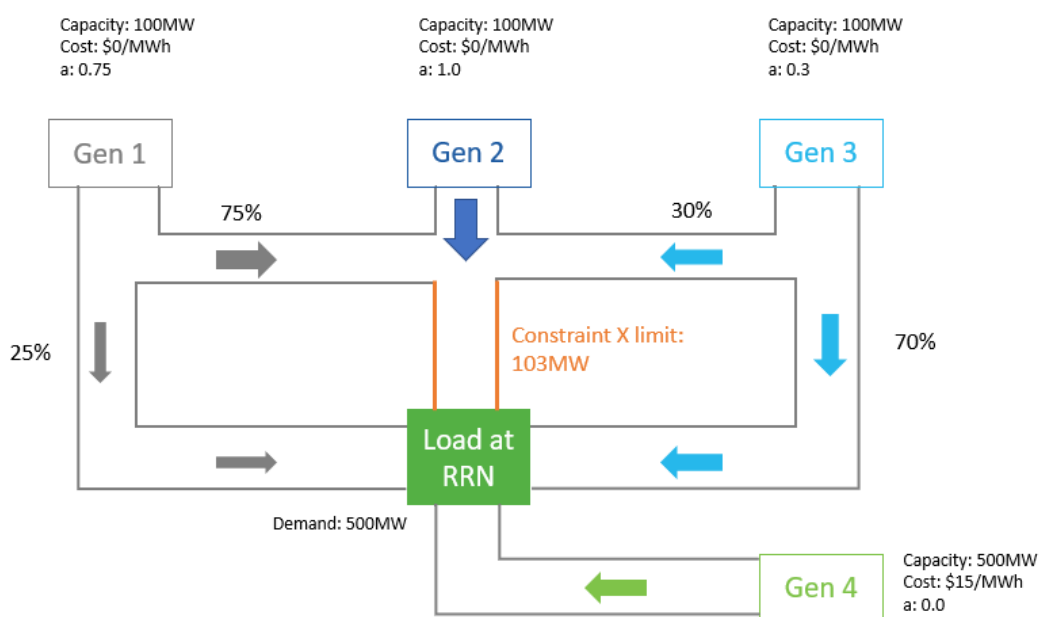 Capacity: 100MW
Cost: $0/MWh
a: 0.75
Capacity: 100MW
Cost: $0/MWh
a: 1.0
Capacity: 100MW
Cost: $0/MWh
a: 0.3
Gen 1
Gen 2
Gen 3
75%
30%
25%
Constraint X limit:
103MW
70%
Load at
RRN
Demand: 500MW
Gen 4
Capacity: 500MW
Cost: $15/MWh
a: 0.0